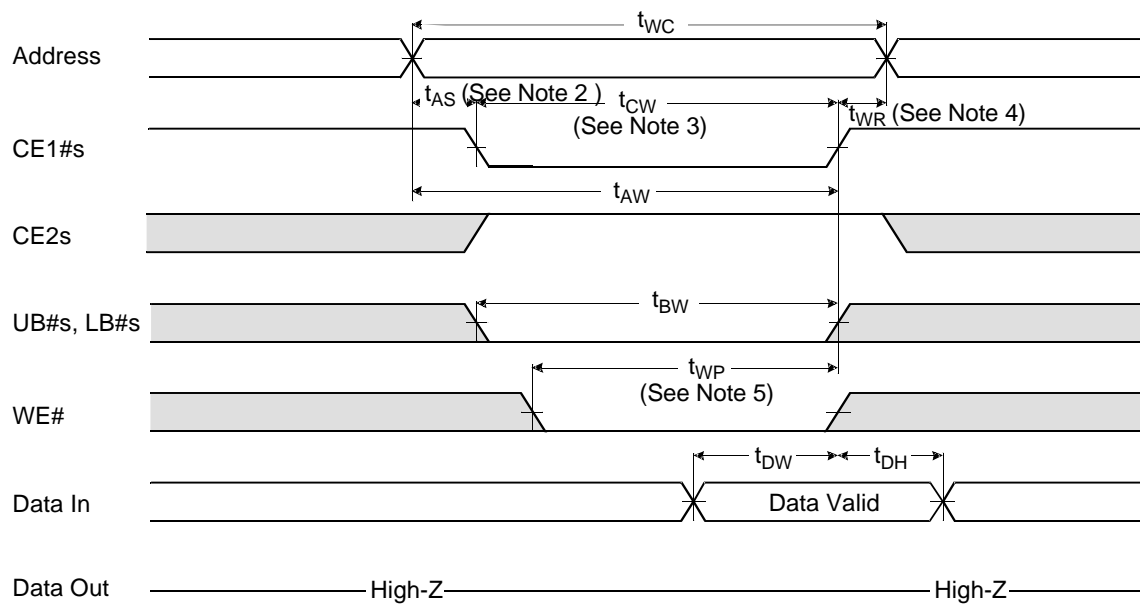 tWC
Address
tAS (See Note 2 )
tCW
(See Note 3)
tWR (See Note 4)
CE1#s
tAW
CE2s
tBW
UB#s, LB#s
tWP
(See Note 5)
WE#
tDW
tDH
Data In
Data Valid
Data Out
High-Z
High-Z